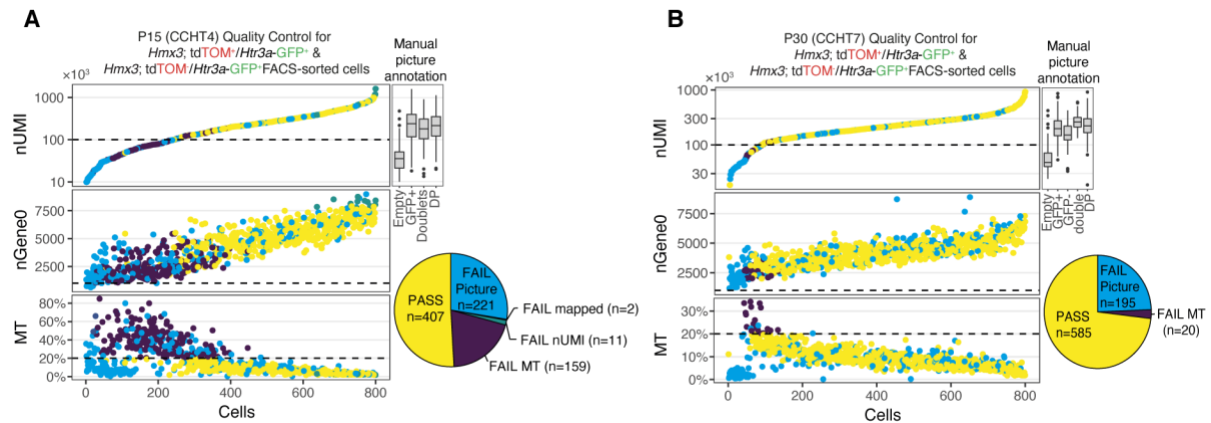 A
P15 (CCHT4) Quality Control for
Hmx3; tdTOM⁺/Htr3a-GFP⁺ &
Hmx3; tdTOM⁻/Htr3a-GFP⁺FACS-sorted cells
Manual
picture
annotation
×10³
nUMI
1000
100
10
Empty
GFP+
Doublets
DP
nGene0
7500
5000
2500
MT
80%
60%
40%
20%
0%
0
200
400
600
800
Cells
PASS
n=407
FAIL
Picture
n=221
FAIL mapped (n=2)
FAIL nUMI (n=11)
FAIL MT (n=159)
B
P30 (CCHT7) Quality Control for
Hmx3; tdTOM⁺/Htr3a-GFP⁺ &
Hmx3; tdTOM⁻/Htr3a-GFP⁺FACS-sorted cells
Manual
picture
annotation
×10³
nUMI
1000
300
100
30
Empty
GFP+
GFP-
double
DP
nGene0
7500
5000
2500
MT
30%
20%
10%
0%
0
200
400
600
800
Cells
PASS
n=585
FAIL
Picture
n=195
FAIL MT
(n=20)